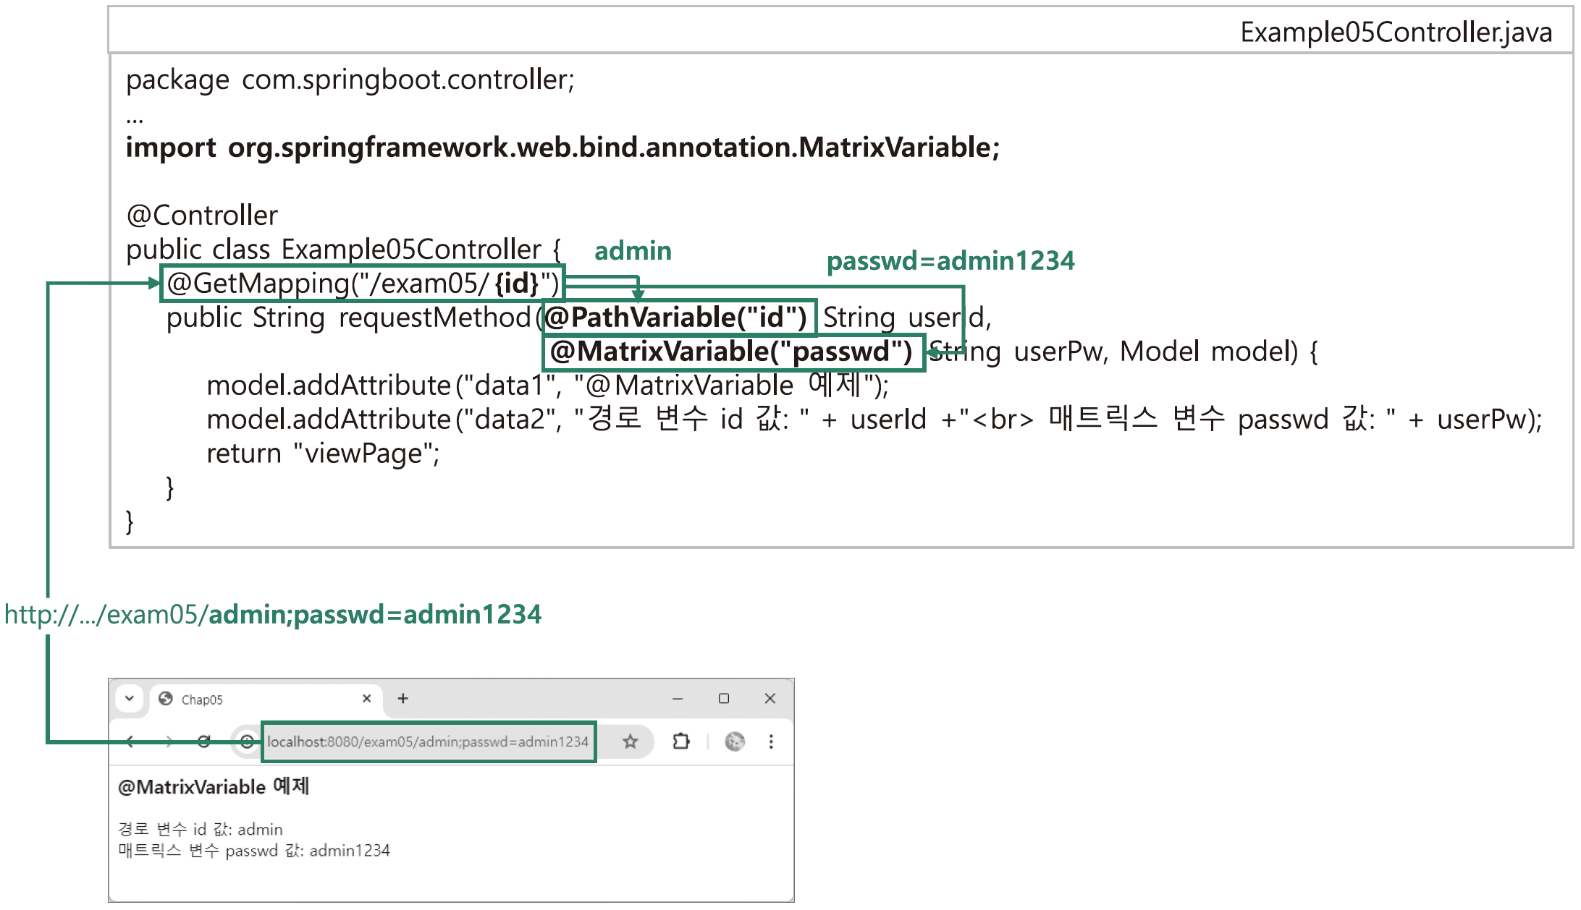 Example05Controller.java
package com.springboot.controller;
...
import org.springframework.web.bind.annotation.MatrixVariable;
@Controller
public class Example05Controller {
admin
passwd=admin1234
@GetMapping("/exam05/{id}")
public String requestMethod(@PathVariable("id") String userId,
@MatrixVariable("passwd") String userPw, Model model) {
model.addAttribute("data1", "@MatrixVariable 예제");
model.addAttribute("data2", "경로 변수 id 값: " + userId +"<br> 매트릭스 변수 passwd 값: " + userPw);
return "viewPage";
}
}
http://.../exam05/admin;passwd=admin1234
Chap05
localhost:8080/exam05/admin;passwd=admin1234
@MatrixVariable 예제
경로 변수 id 값: admin
매트릭스 변수 passwd 값: admin1234